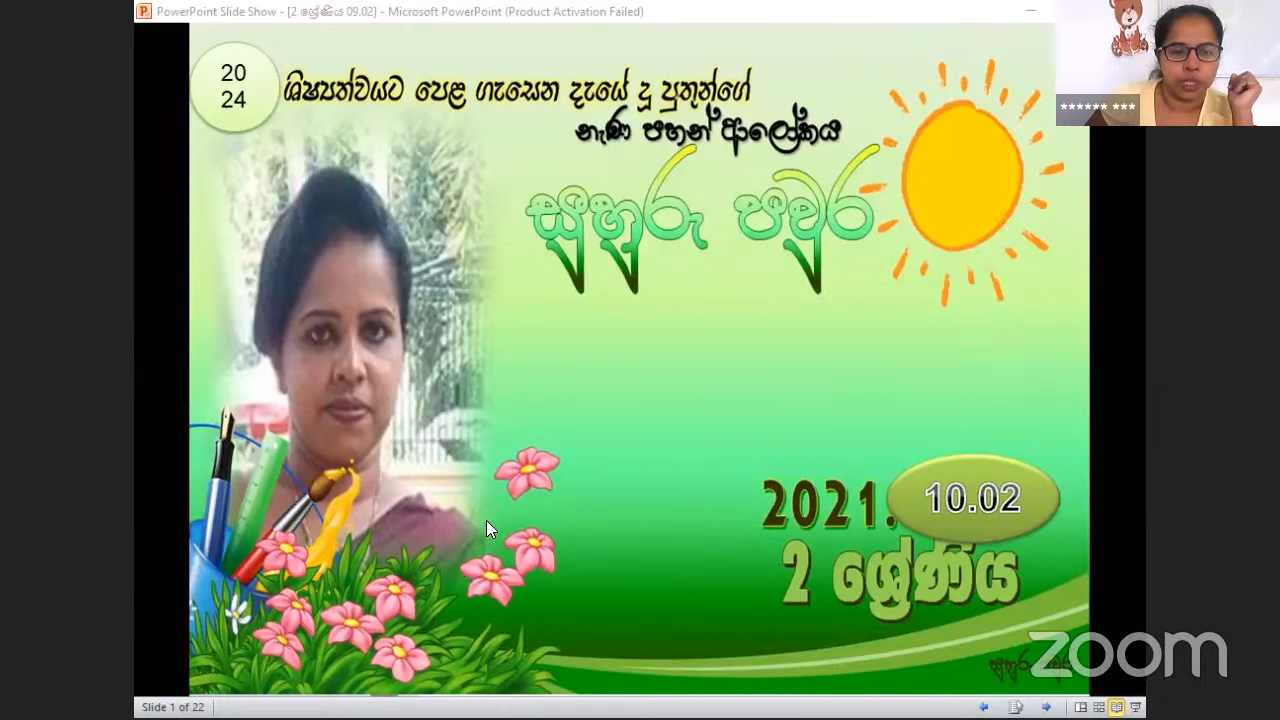 PowerPoint Slide Show - [2 ශ්‍රේණිය 09.02] - Microsoft PowerPoint (Product Activation Failed)
****** ***
20
24
ශිෂ්‍යත්වයට පෙළ ගැසෙන දැයේ දූ පුතුන්ගේ
නැණ පහන් ආලෝකය
සුහුරු පවුර
2021.
10.02
2 ශ්‍රේණිය
zoom
Slide 1 of 22